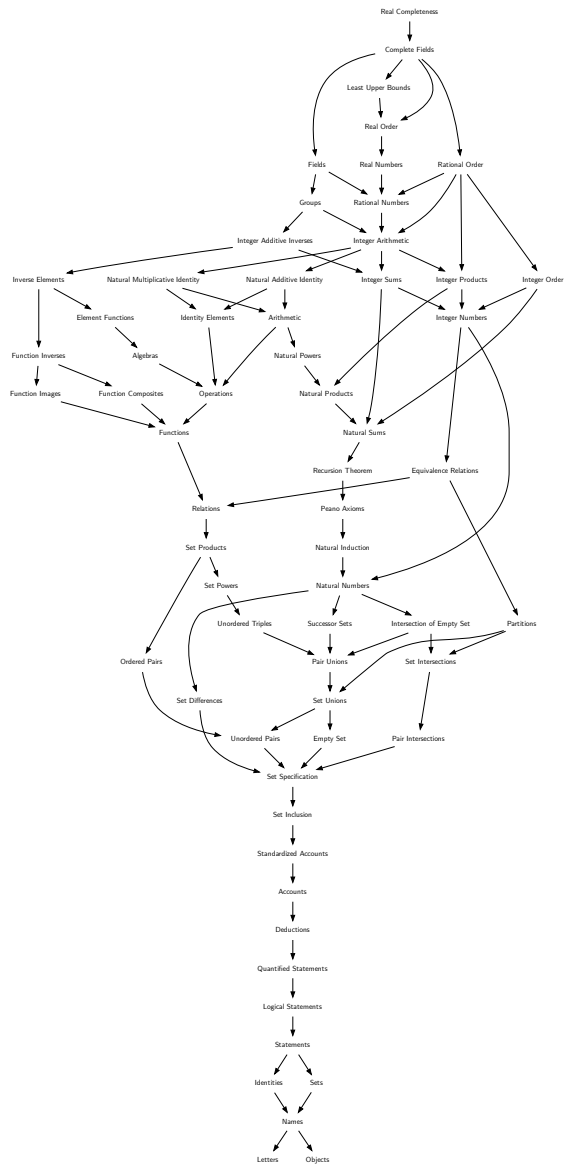 Real Completeness
Complete Fields
Least Upper Bounds
Real Order
Fields
Real Numbers
Rational Order
Groups
Rational Numbers
Integer Additive Inverses
Integer Arithmetic
Inverse Elements
Natural Multiplicative Identity
Natural Additive Identity
Integer Sums
Integer Products
Integer Order
Element Functions
Identity Elements
Arithmetic
Integer Numbers
Function Inverses
Algebras
Natural Powers
Function Images
Function Composites
Operations
Natural Products
Functions
Natural Sums
Recursion Theorem
Equivalence Relations
Relations
Peano Axioms
Set Products
Natural Induction
Set Powers
Natural Numbers
Unordered Triples
Successor Sets
Intersection of Empty Set
Partitions
Ordered Pairs
Pair Unions
Set Intersections
Set Differences
Set Unions
Unordered Pairs
Empty Set
Pair Intersections
Set Specification
Set Inclusion
Standardized Accounts
Accounts
Deductions
Quantified Statements
Logical Statements
Statements
Identities
Sets
Names
Letters
Objects